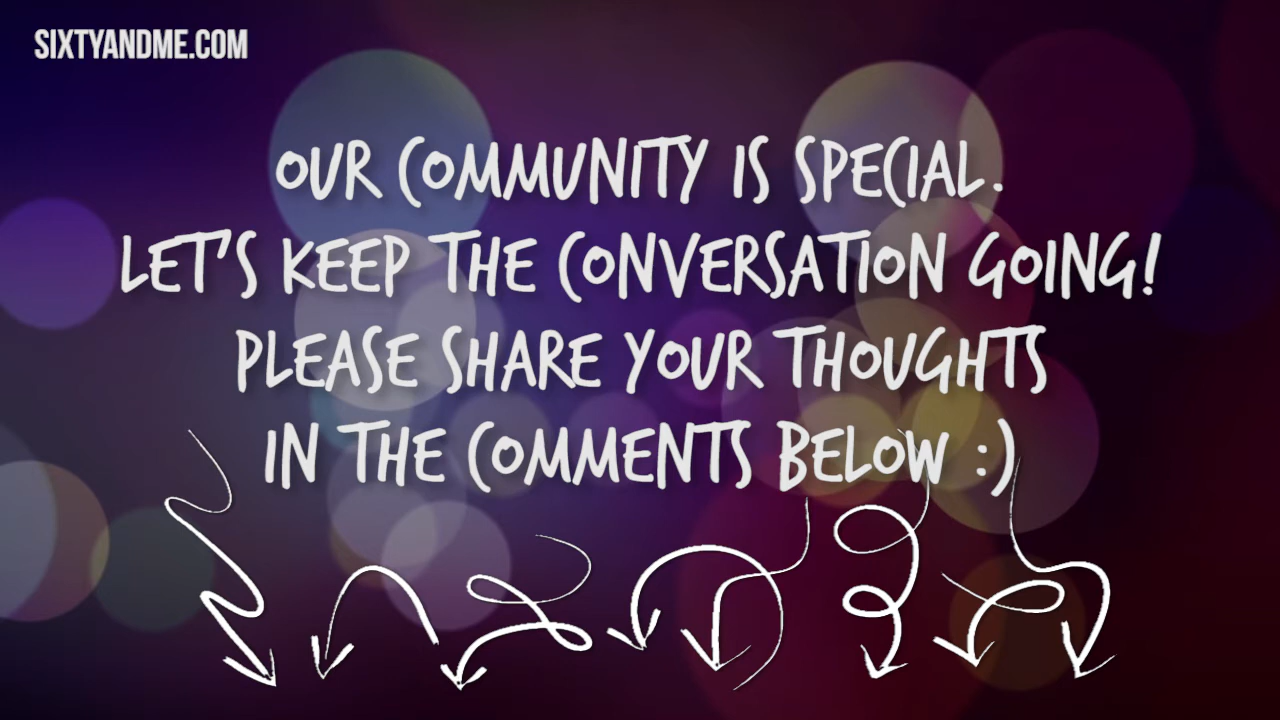 SIXTYANDME.COM
OUR COMMUNITY IS SPECIAL.
LET'S KEEP THE CONVERSATION GOING!
PLEASE SHARE YOUR THOUGHTS
IN THE COMMENTS BELOW :)